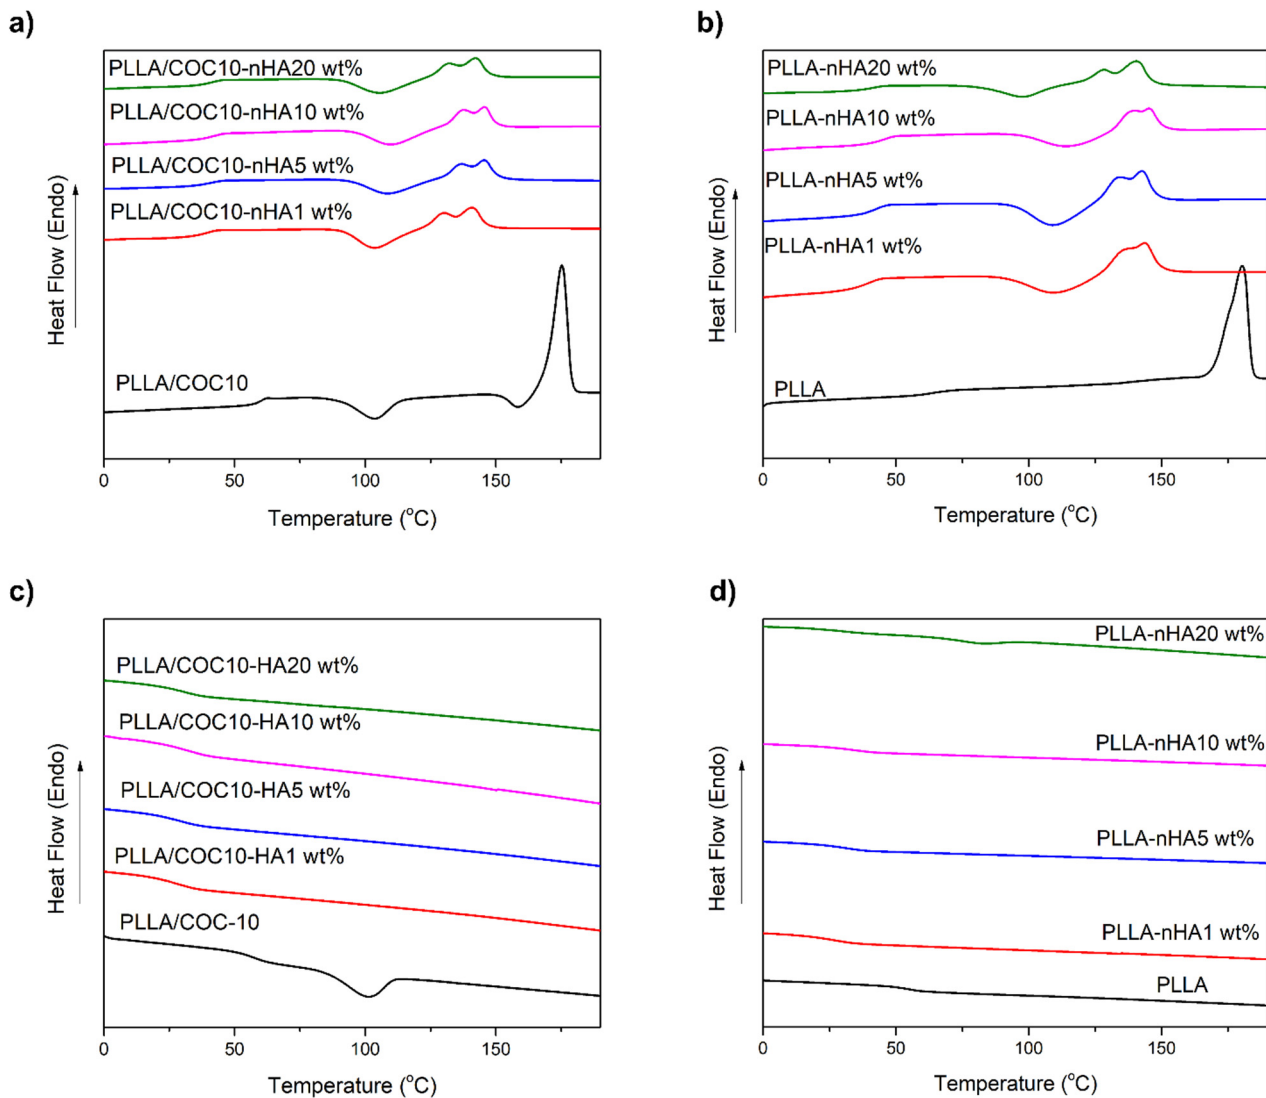 a)
PLLA/COC10-nHA20 wt%
PLLA/COC10-nHA10 wt%
PLLA/COC10-nHA5 wt%
PLLA/COC10-nHA1 wt%
PLLA/COC10
Heat Flow (Endo)
0 50 100 150
Temperature (°C)
b)
PLLA-nHA20 wt%
PLLA-nHA10 wt%
PLLA-nHA5 wt%
PLLA-nHA1 wt%
PLLA
Heat Flow (Endo)
0 50 100 150
Temperature (°C)
c)
PLLA/COC10-HA20 wt%
PLLA/COC10-HA10 wt%
PLLA/COC10-HA5 wt%
PLLA/COC10-HA1 wt%
PLLA/COC-10
Heat Flow (Endo)
0 50 100 150
Temperature (°C)
d)
PLLA-nHA20 wt%
PLLA-nHA10 wt%
PLLA-nHA5 wt%
PLLA-nHA1 wt%
PLLA
Heat Flow (Endo)
0 50 100 150
Temperature (°C)